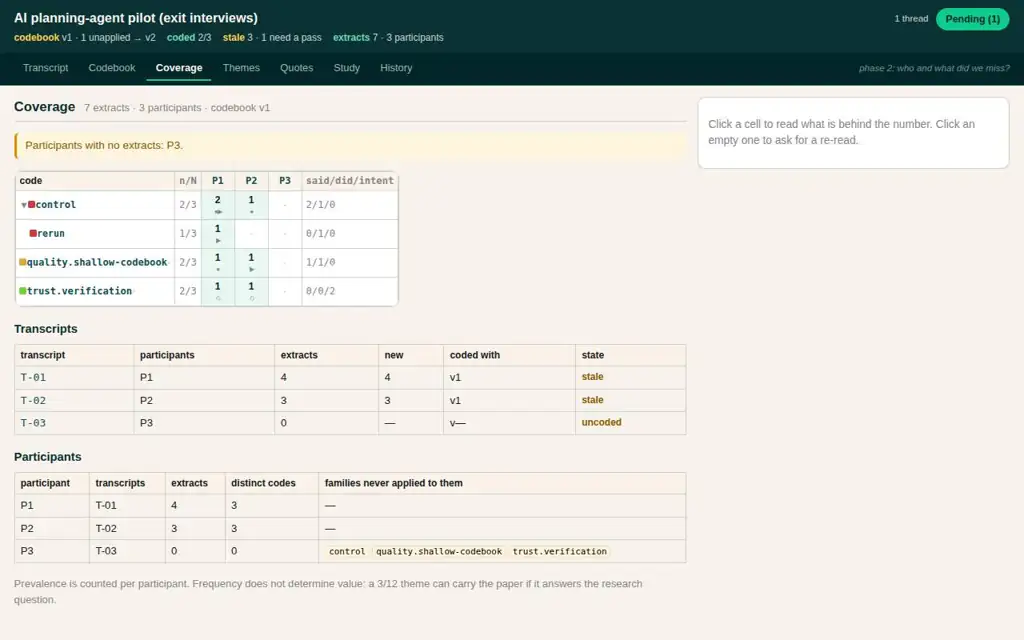 AI planning-agent pilot (exit interviews)
1 thread
Pending (1)
codebook v1 · 1 unapplied → v2 coded 2/3 stale 3 · 1 need a pass extracts 7 · 3 participants
Transcript Codebook Coverage Themes Quotes Study History
phase 2: who and what did we miss?
Coverage 7 extracts · 3 participants · codebook v1
Click a cell to read what is behind the number. Click an
empty one to ask for a re-read.
Participants with no extracts: P3.
code n/N P1 P2 P3 said/did/intent
control 2/3 2 1 · 2/1/0
rerun 1/3 1 · · 0/1/0
quality.shallow-codebook 2/3 1 1 · 1/1/0
trust.verification 2/3 1 1 · 0/0/2
Transcripts
transcript participants extracts new coded with state
T-01 P1 4 4 v1 stale
T-02 P2 3 3 v1 stale
T-03 P3 0 — v— uncoded
Participants
participant transcripts extracts distinct codes families never applied to them
P1 T-01 4 3 —
P2 T-02 3 3 —
P3 T-03 0 0 control quality.shallow-codebook trust.verification
Prevalence is counted per participant. Frequency does not determine value: a 3/12 theme can carry the paper if it answers the research
question.